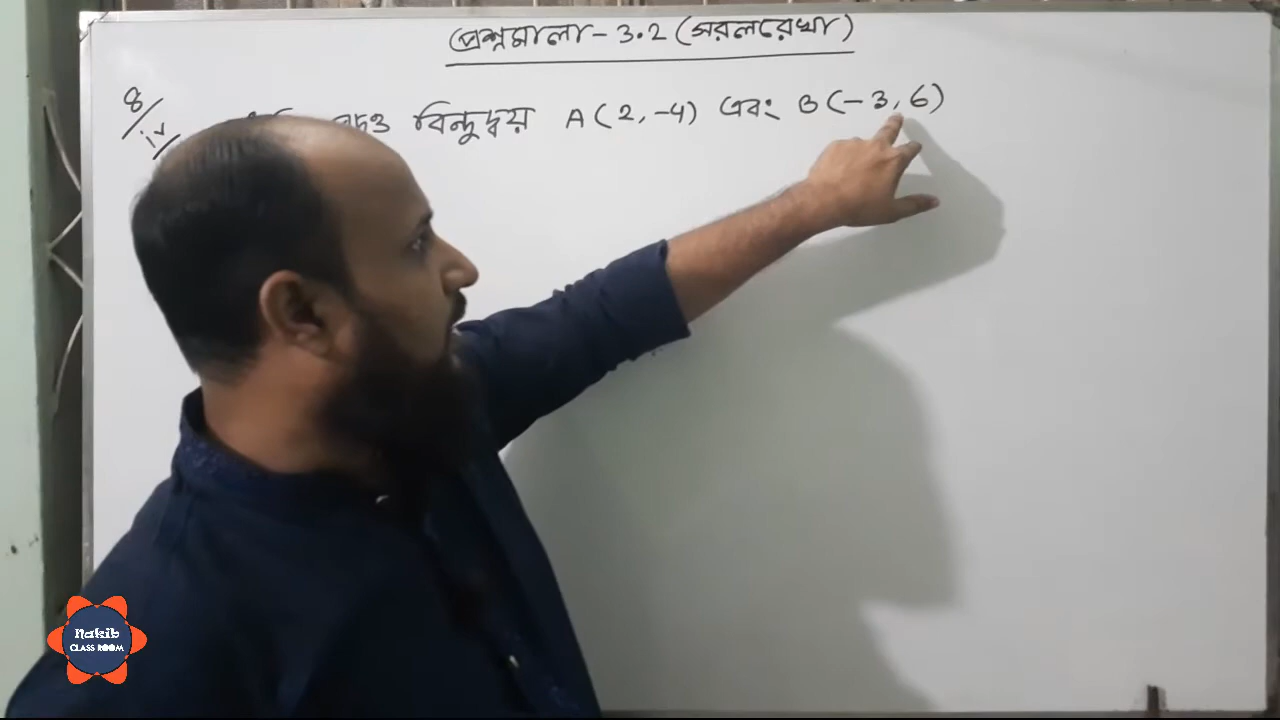 প্রশ্নমালা - 3.2 (সরলরেখা)
8/iv
বিন্দুদ্বয় A(2,-4) এবং B(-3,6)
Nakib
CLASS ROOM